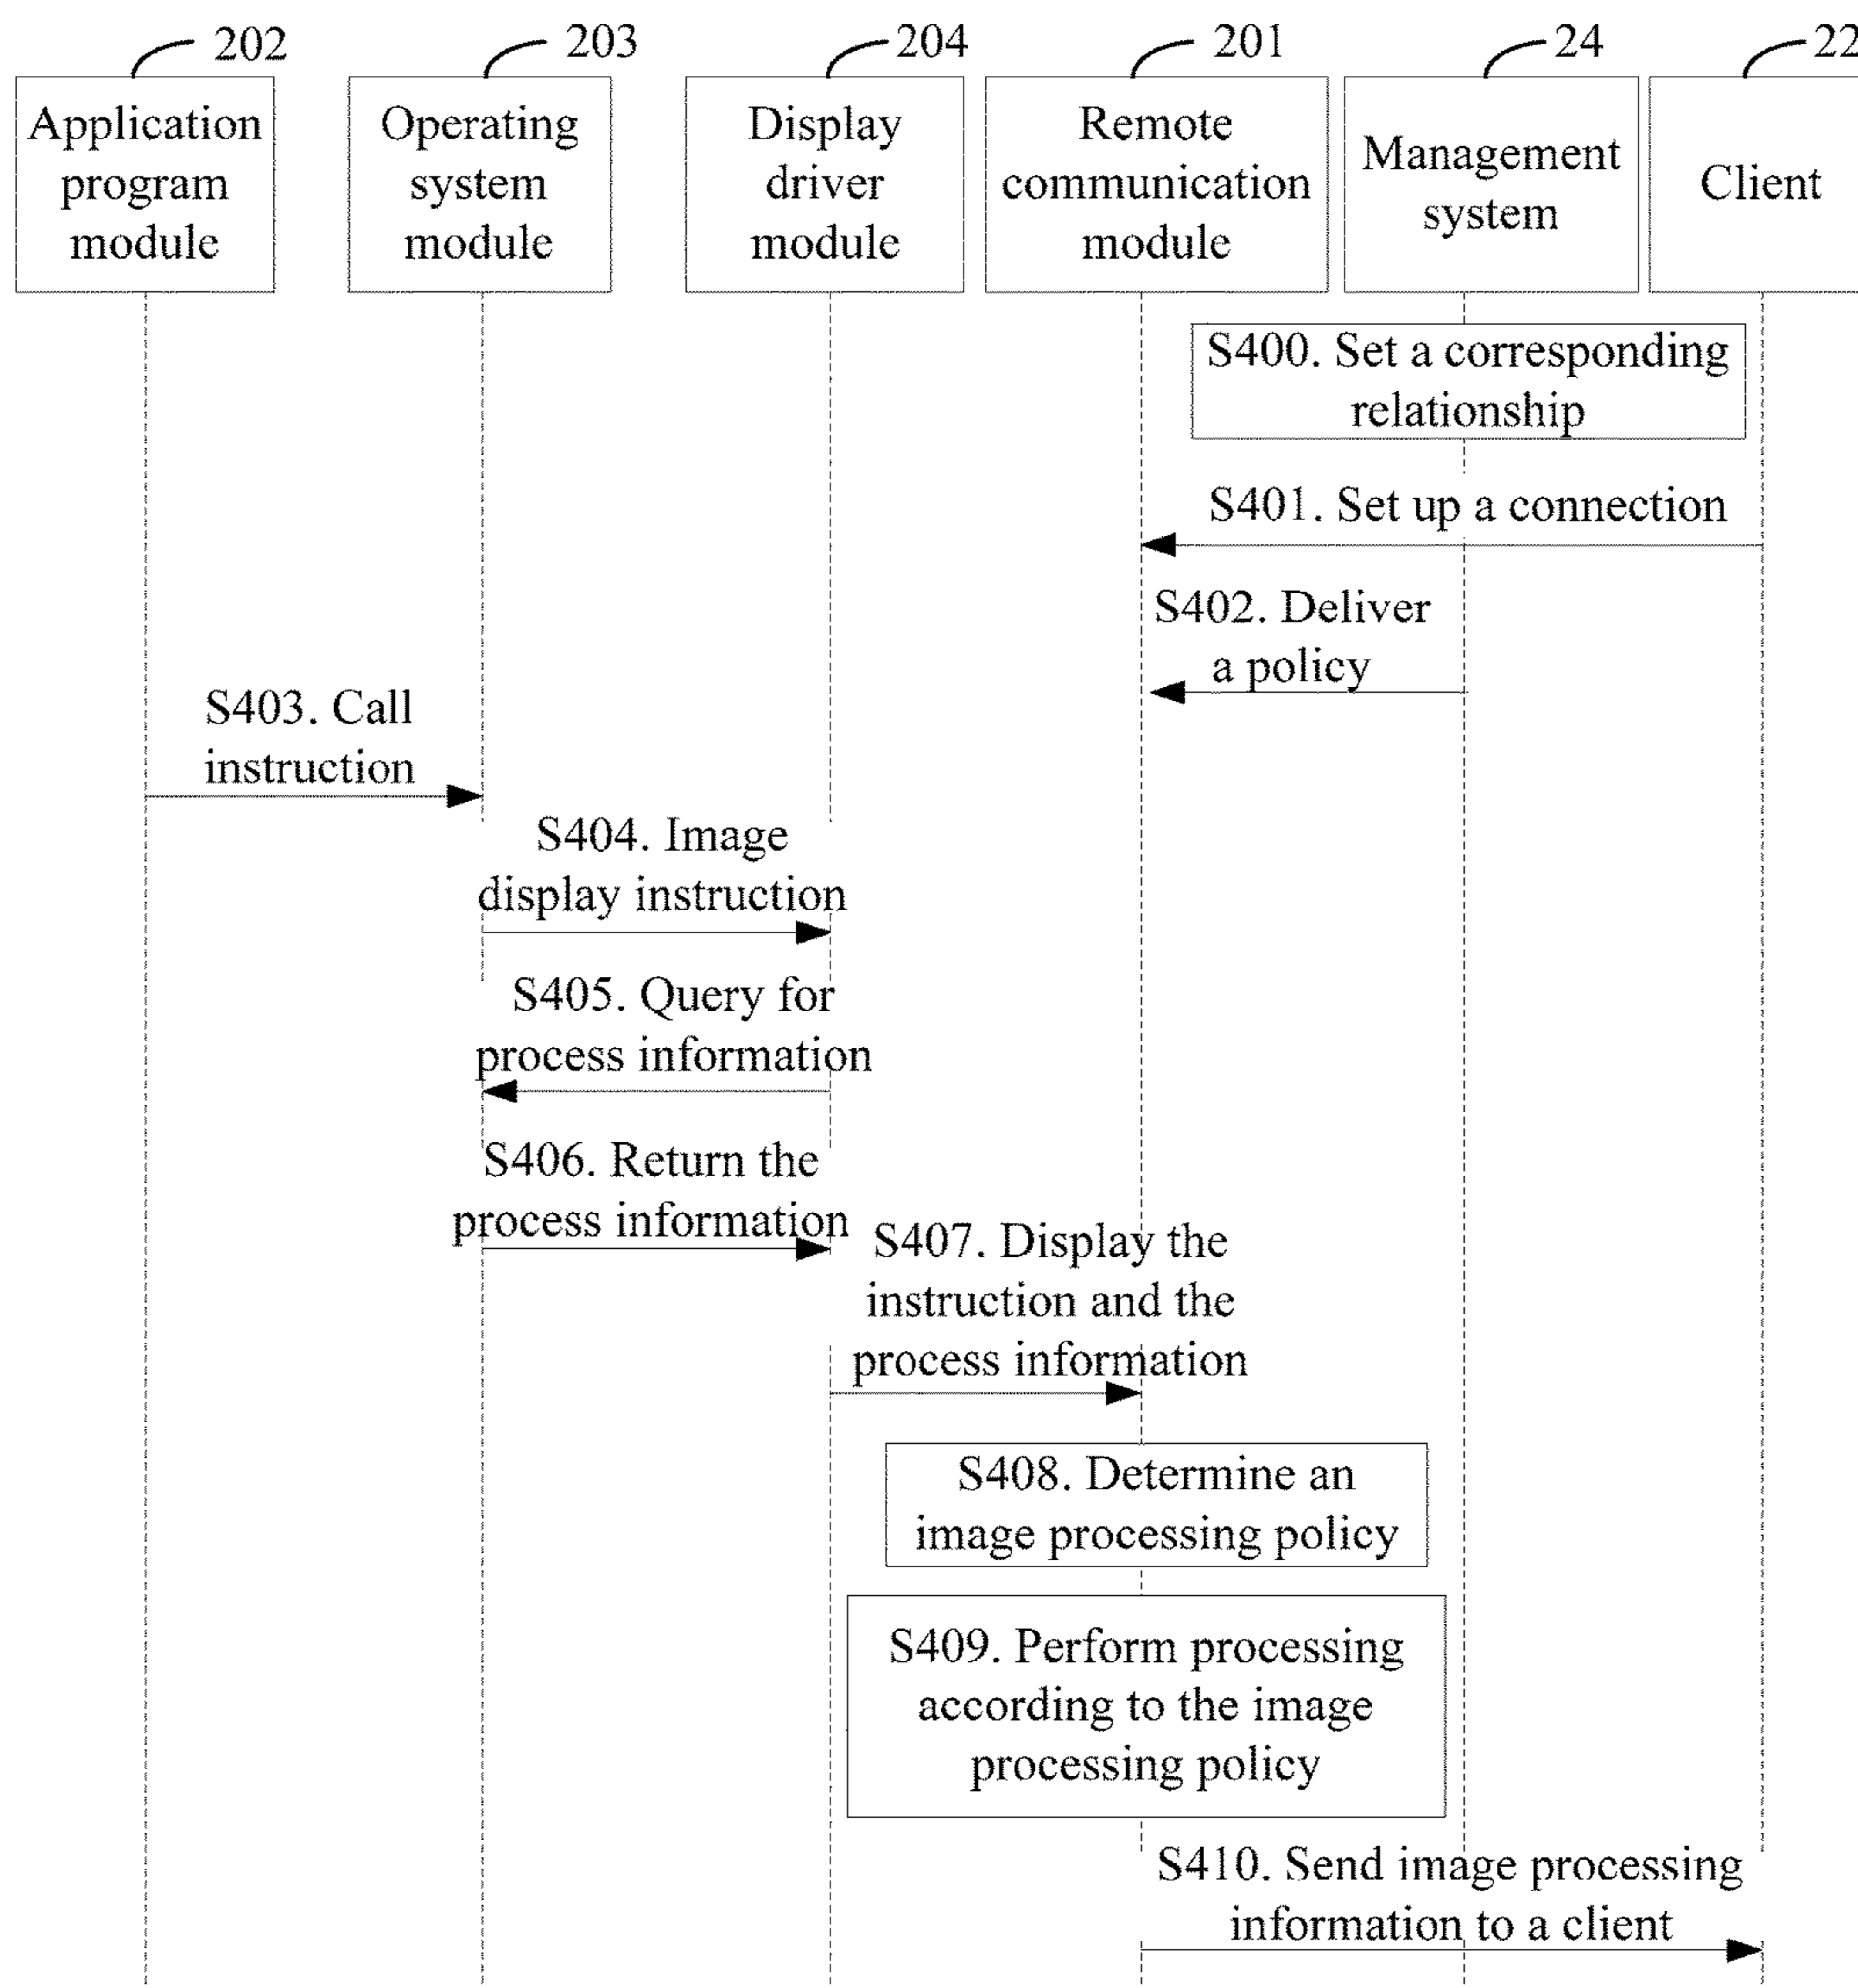 202
203
204
201
24
22
Application
program
module
Operating
system
module
Display
driver
module
Remote
communication
module
Management
system
Client
S400. Set a corresponding
relationship
S401. Set up a connection
S402. Deliver
a policy
S403. Call
instruction
S404. Image
display instruction
S405. Query for
process information
S406. Return the
process information
S407. Display the
instruction and the
process information
S408. Determine an
image processing policy
S409. Perform processing
according to the image
processing policy
S410. Send image processing
information to a client